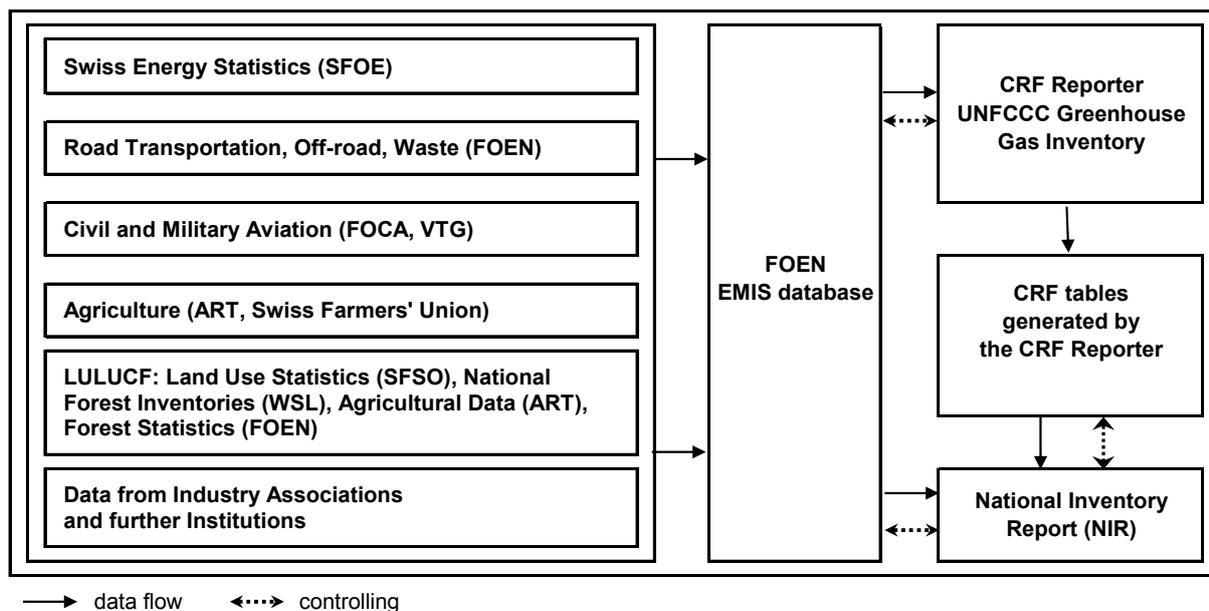 Swiss Energy Statistics (SFOE)
Road Transportation, Off-road, Waste (FOEN)
Civil and Military Aviation (FOCA, VTG)
Agriculture (ART, Swiss Farmers' Union)
LULUCF: Land Use Statistics (SFSO), National
Forest Inventories (WSL), Agricultural Data (ART),
Forest Statistics (FOEN)
Data from Industry Associations
and further Institutions
FOEN
EMIS database
CRF Reporter
UNFCCC Greenhouse
Gas Inventory
CRF tables
generated by
the CRF Reporter
National Inventory
Report (NIR)
data flow
controlling